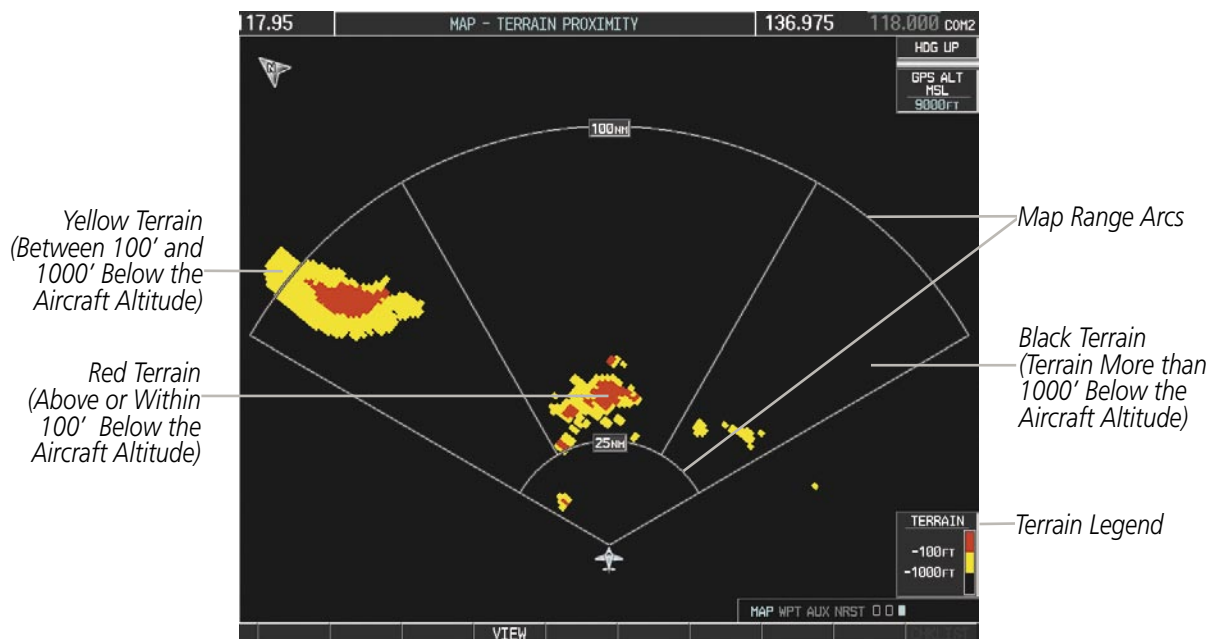 17.95
MAP - TERRAIN PROXIMITY
136.975
118.000 COM2
HDG UP
N
GPS ALT
MSL
9000FT
100NM
Yellow Terrain
(Between 100’ and
1000’ Below the
Aircraft Altitude)
Map Range Arcs
Red Terrain
(Above or Within
100’ Below the
Aircraft Altitude)
Black Terrain
(Terrain More than
1000’ Below the
Aircraft Altitude)
25NM
TERRAIN
-100FT
-1000FT
Terrain Legend
MAP WPT AUX NRST
VIEW